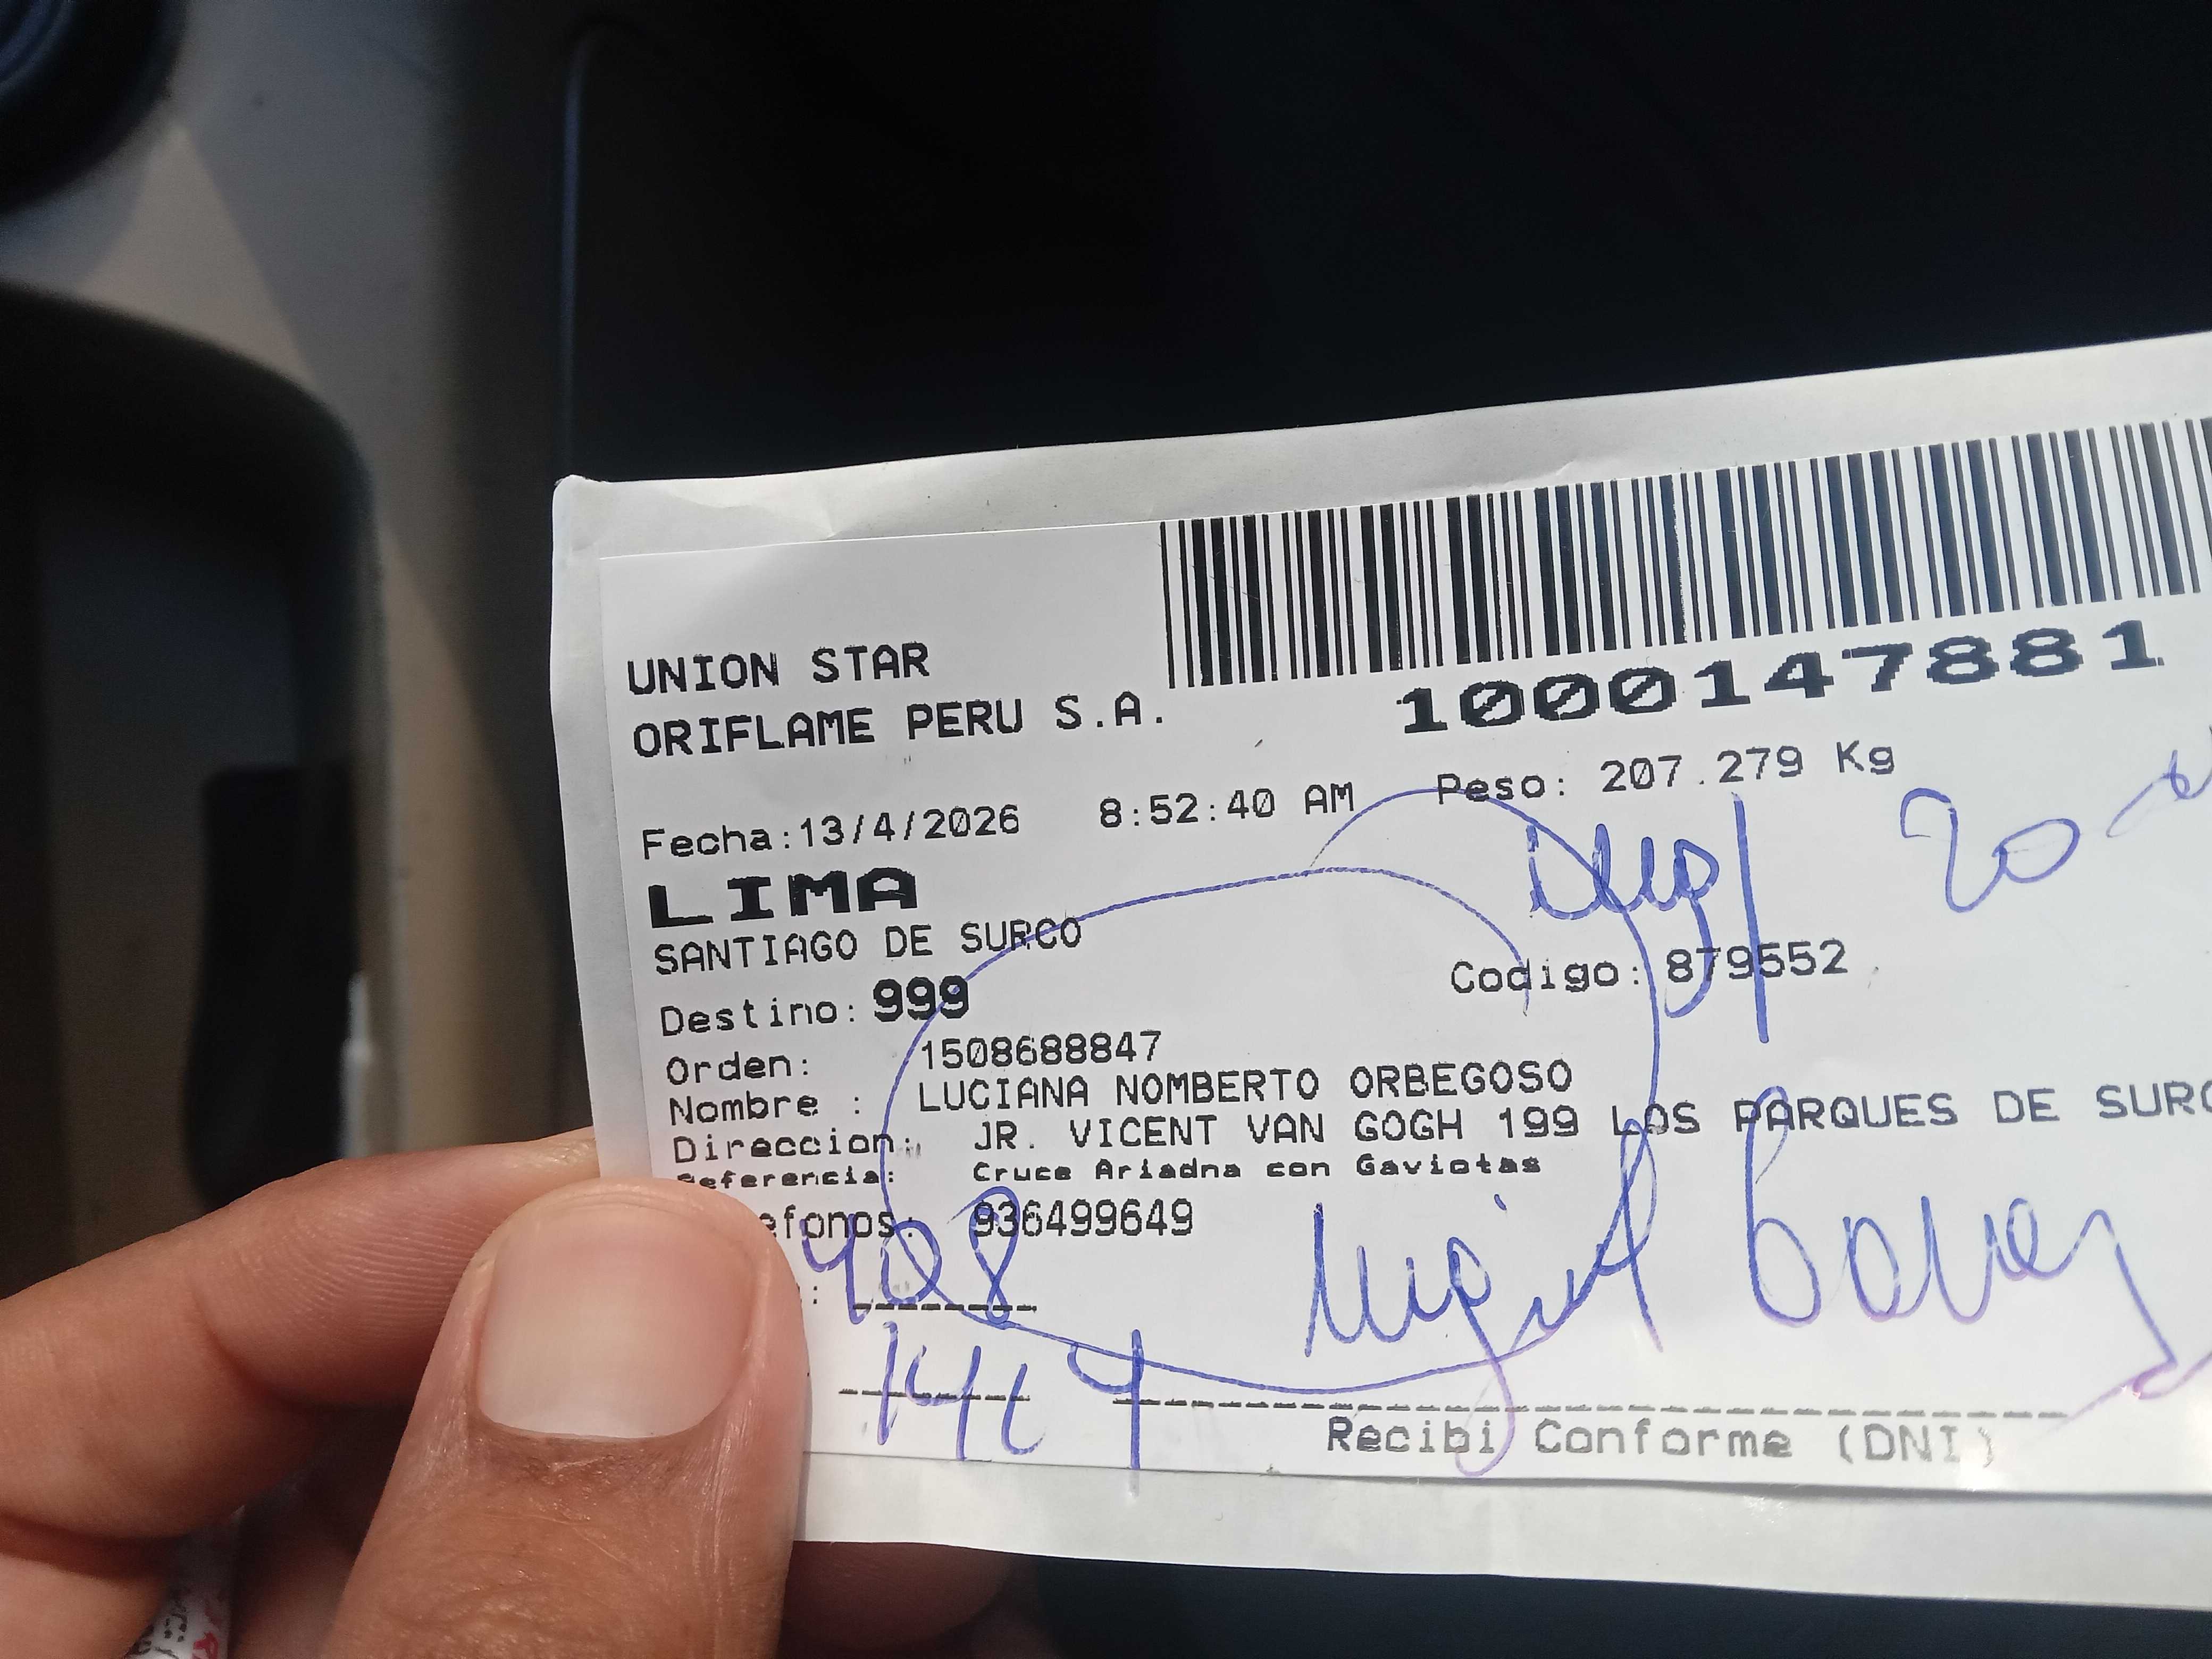 UNION STAR
ORIFLAME PERU S.A.
1000147881
Fecha:13/4/2026 8:52:40 AM Peso: 207.279 Kg
LIMA
SANTIAGO DE SURCO
Destino: 999 Codigo: 879552
Orden: 1508688847
Nombre : LUCIANA NOMBERTO ORBEGOSO
Direccion: JR. VICENT VAN GOGH 199 LOS PARQUES DE SURC
Referencia: Cruce Ariadna con Gaviotas
efonos: 936499649
908
Recibi Conforme (DNI)